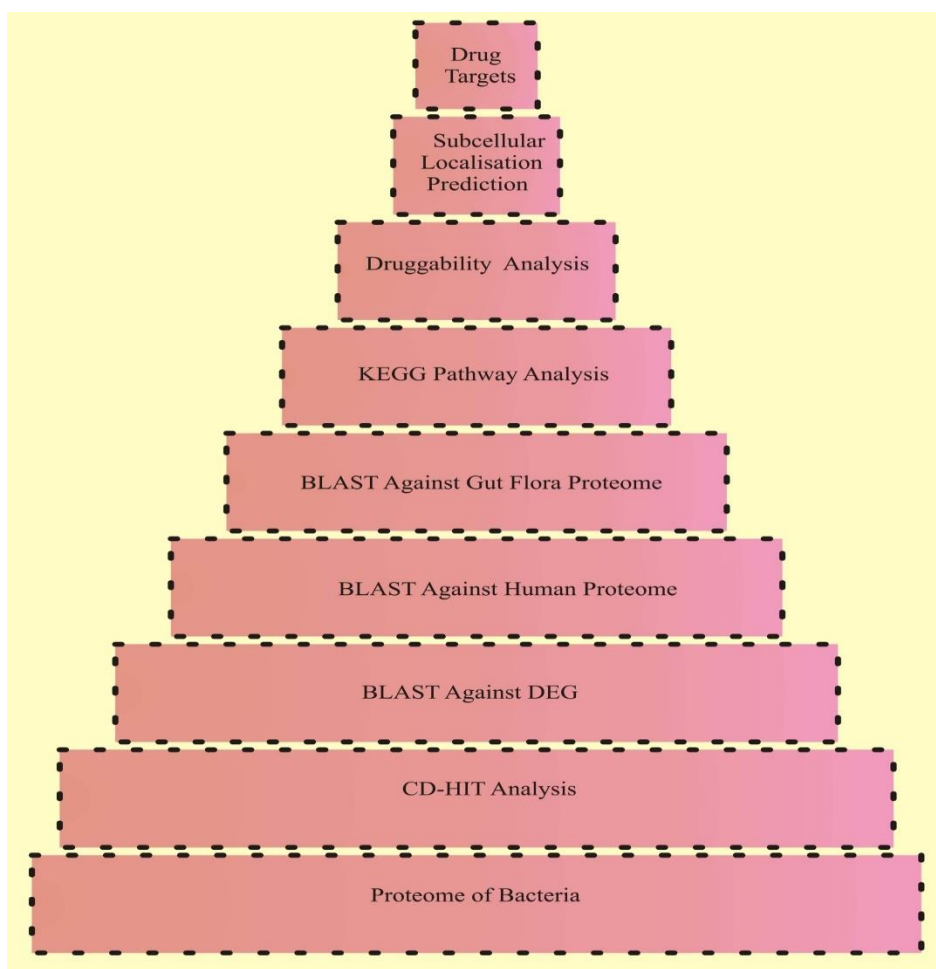 Drug
Targets
Subcellular
Localisation
Prediction
Druggability Analysis
KEGG Pathway Analysis
BLAST Against Gut Flora Proteome
BLAST Against Human Proteome
BLAST Against DEG
CD-HIT Analysis
Proteome of Bacteria